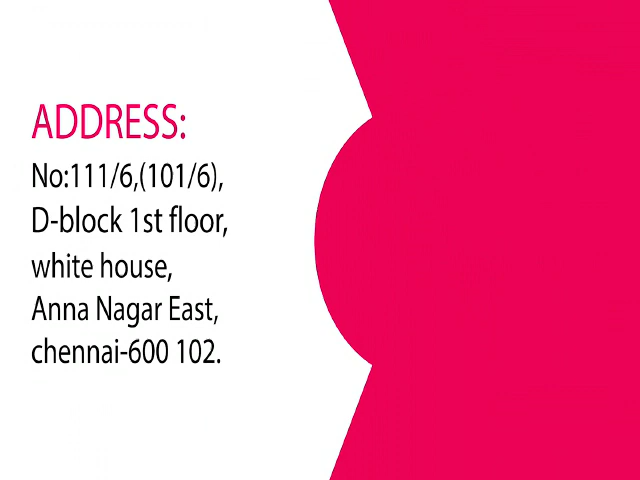 ADDRESS:
No:111/6,(101/6),
D-block 1st floor,
white house,
Anna Nagar East,
chennai-600 102.